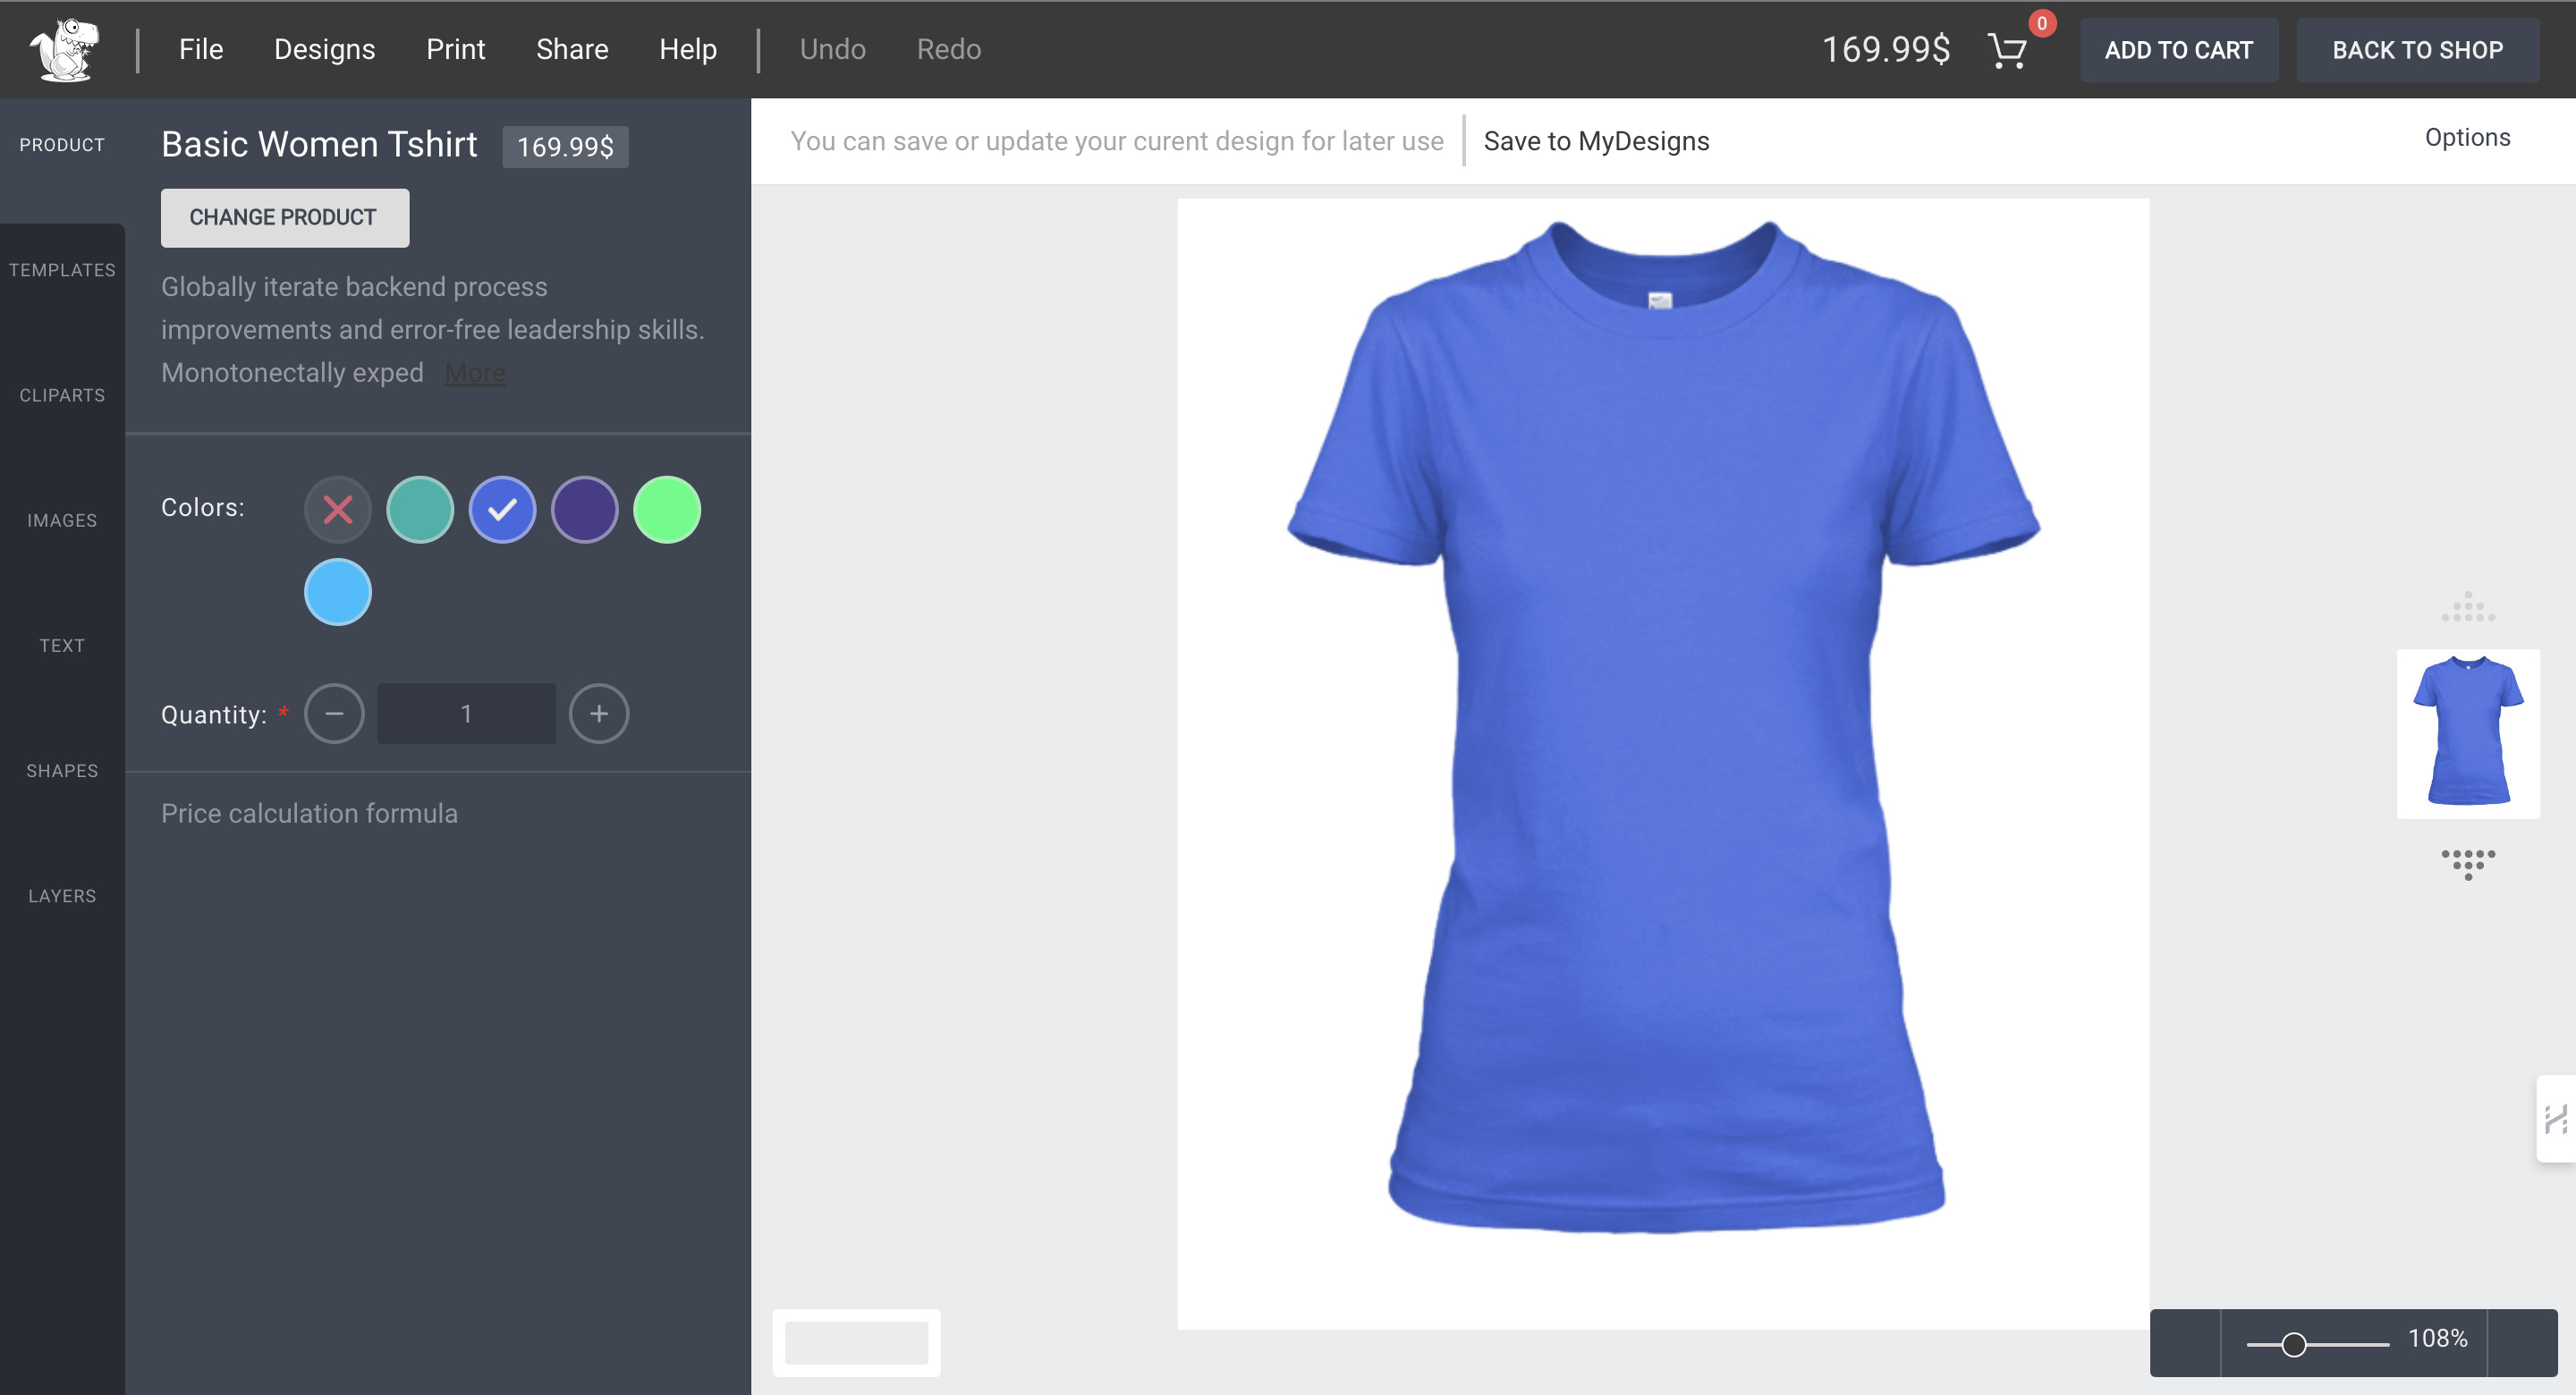 File Designs Print Share Help Undo Redo 169.99$ 0 ADD TO CART BACK TO SHOP
PRODUCT
TEMPLATES
CLIPARTS
IMAGES
TEXT
SHAPES
LAYERS
Basic Women Tshirt 169.99$
CHANGE PRODUCT
Globally iterate backend process
improvements and error-free leadership skills.
Monotonectally exped More
Colors:
Quantity: * 1
Price calculation formula
You can save or update your curent design for later use Save to MyDesigns Options
108%